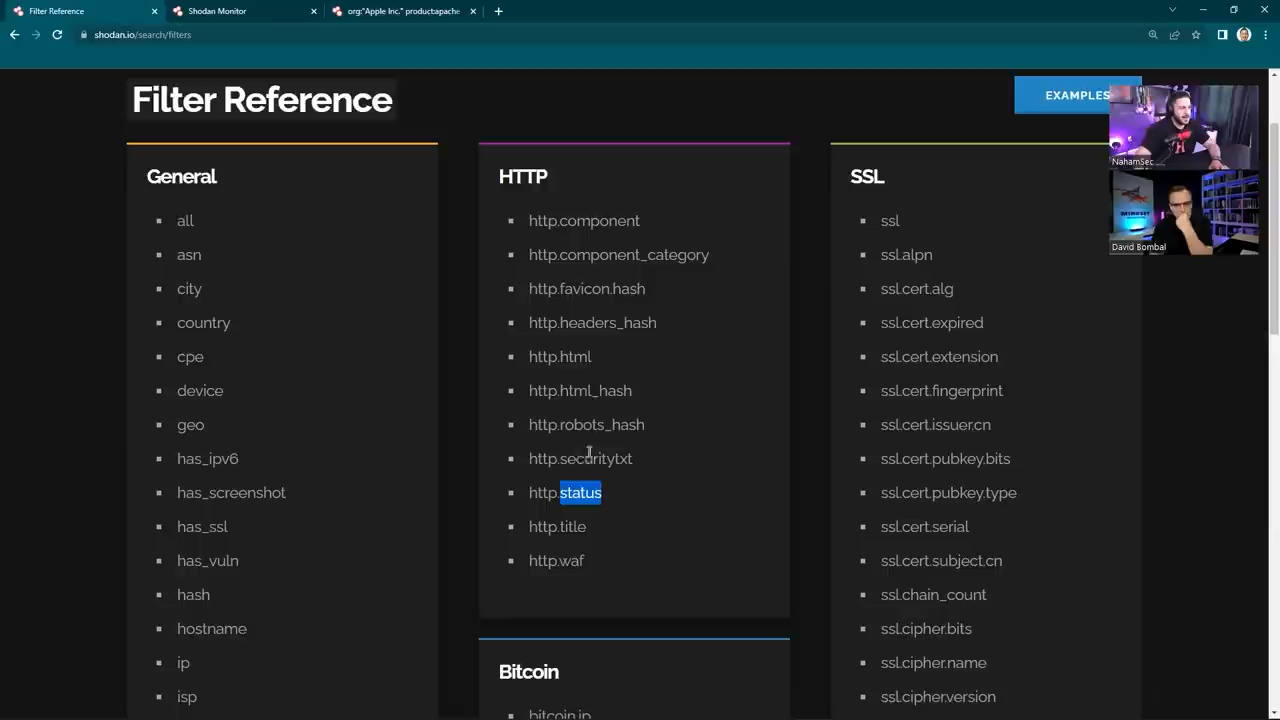 Filter Reference
Shodan Monitor
org:"Apple Inc." product:apache
shodan.io/search/filters
Filter Reference
EXAMPLES
NahamSec
MINDSET
David Bombal
General
all
asn
city
country
cpe
device
geo
has_ipv6
has_screenshot
has_ssl
has_vuln
hash
hostname
ip
isp
HTTP
http.component
http.component_category
http.favicon.hash
http.headers_hash
http.html
http.html_hash
http.robots_hash
http.securitytxt
http.status
http.title
http.waf
Bitcoin
bitcoin.ip
SSL
ssl
ssl.alpn
ssl.cert.alg
ssl.cert.expired
ssl.cert.extension
ssl.cert.fingerprint
ssl.cert.issuer.cn
ssl.cert.pubkey.bits
ssl.cert.pubkey.type
ssl.cert.serial
ssl.cert.subject.cn
ssl.chain_count
ssl.cipher.bits
ssl.cipher.name
ssl.cipher.version